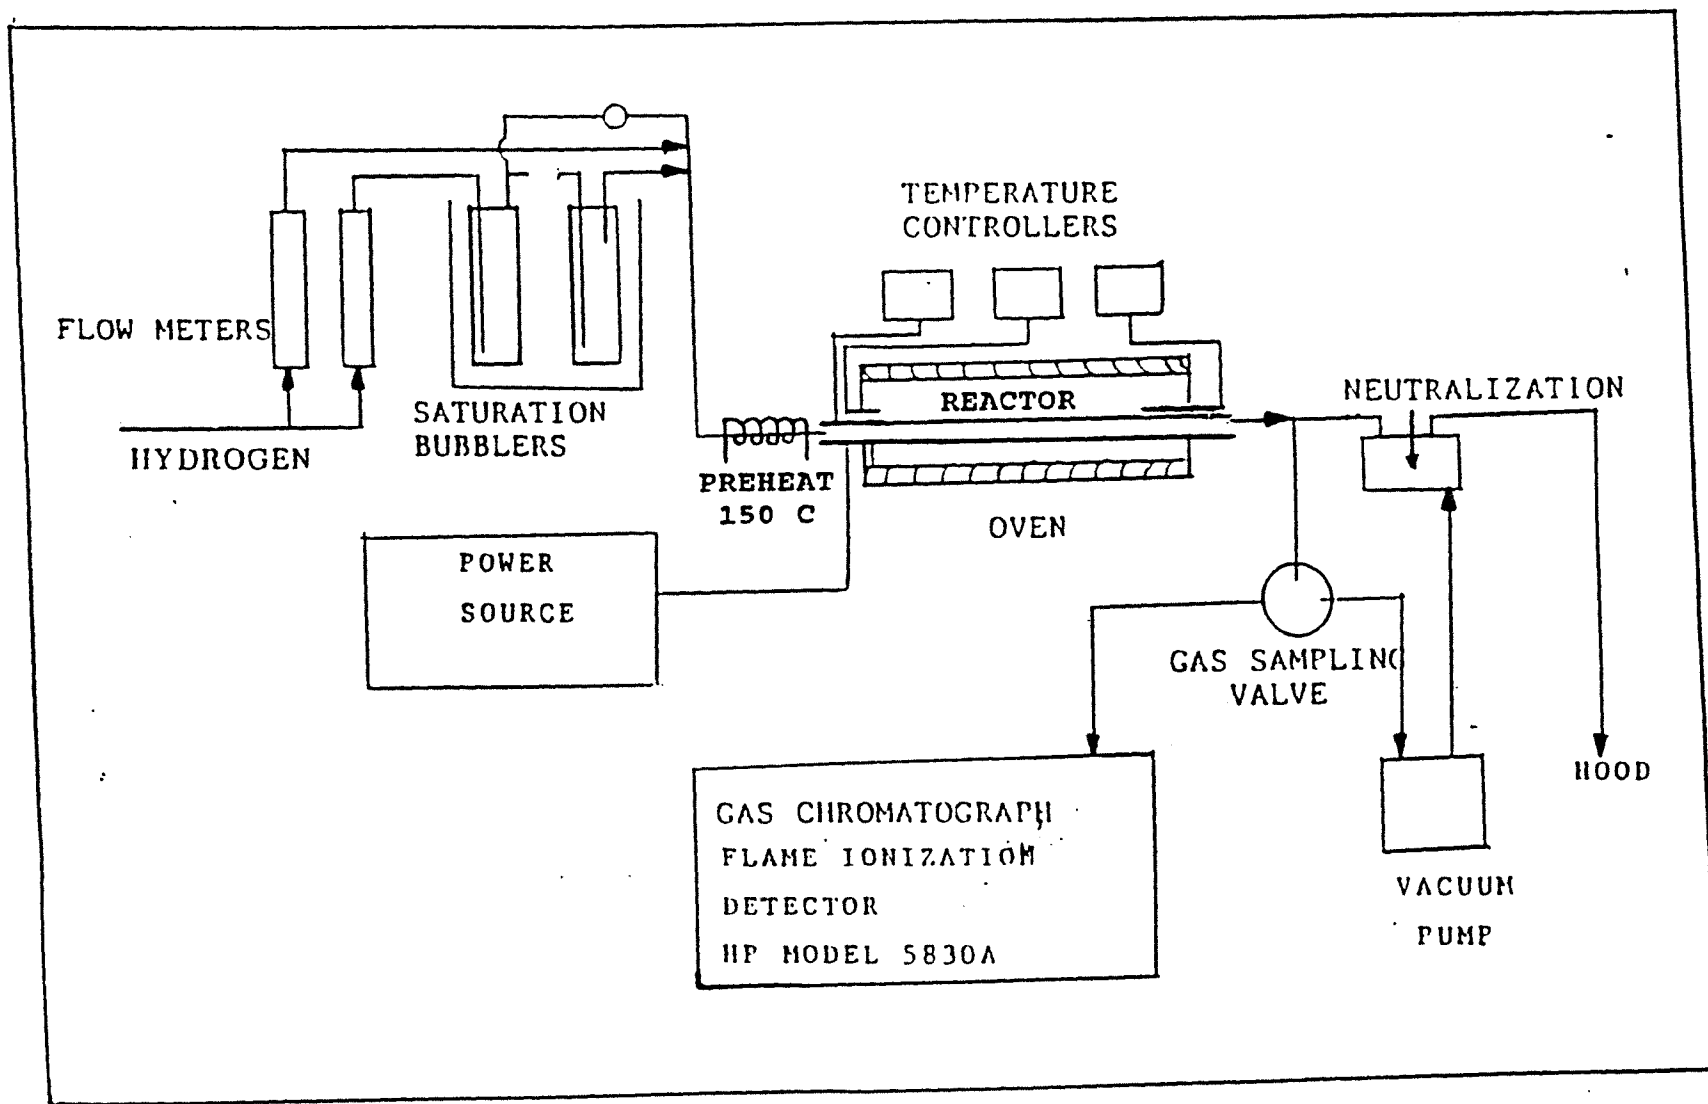 TEMPERATURE
CONTROLLERS
FLOW METERS
REACTOR
NEUTRALIZATION
SATURATION
BUBBLERS
HYDROGEN
PREHEAT
150 C
OVEN
POWER
SOURCE
GAS SAMPLING
VALVE
HOOD
GAS CHROMATOGRAPH
FLAME IONIZATION
DETECTOR
HP MODEL 5830A
VACUUM
PUMP